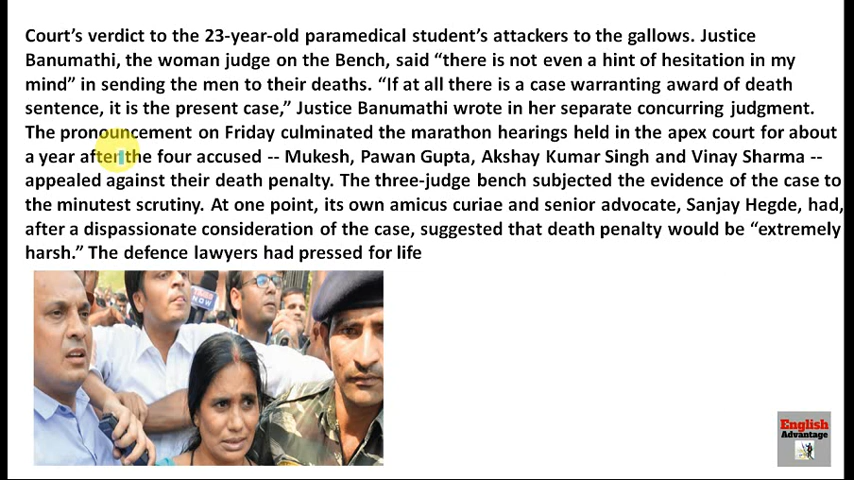 Court’s verdict to the 23-year-old paramedical student’s attackers to the gallows. Justice
Banumathi, the woman judge on the Bench, said “there is not even a hint of hesitation in my
mind” in sending the men to their deaths. “If at all there is a case warranting award of death
sentence, it is the present case,” Justice Banumathi wrote in her separate concurring judgment.
The pronouncement on Friday culminated the marathon hearings held in the apex court for about
a year after the four accused -- Mukesh, Pawan Gupta, Akshay Kumar Singh and Vinay Sharma --
appealed against their death penalty. The three-judge bench subjected the evidence of the case to
the minutest scrutiny. At one point, its own amicus curiae and senior advocate, Sanjay Hegde, had,
after a dispassionate consideration of the case, suggested that death penalty would be “extremely
harsh.” The defence lawyers had pressed for life
NOW
English
Advantage